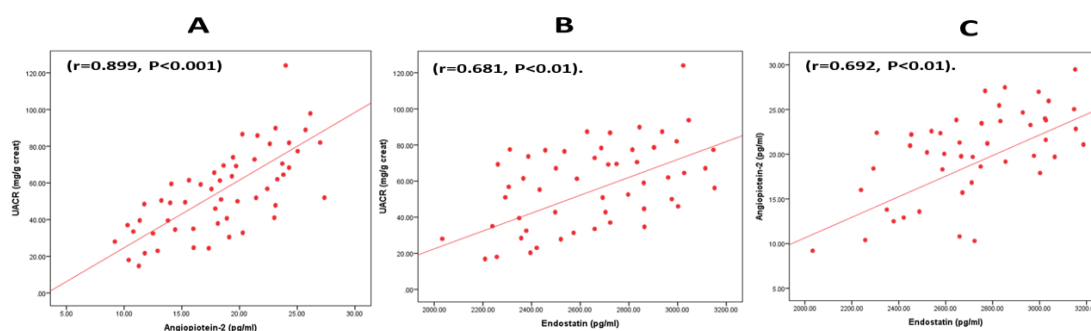 A
(r=0.899, P<0.001)
120.00
100.00
80.00
60.00
40.00
20.00
.00
UACR (mg/g creat)
5.00 10.00 15.00 20.00 25.00 30.00
Angiopiotein-2 (pg/ml)
B
(r=0.681, P<0.01).
120.00
100.00
80.00
60.00
40.00
20.00
.00
UACR (mg/g creat)
2000.00 2200.00 2400.00 2600.00 2800.00 3000.00 3200.00
Endostatin (pg/ml)
C
(r=0.692, P<0.01).
30.00
25.00
20.00
15.00
10.00
5.00
Angiopiotein-2 (pg/ml)
2000.00 2200.00 2400.00 2600.00 2800.00 3000.00 3200.00
Endostatin (pg/ml)